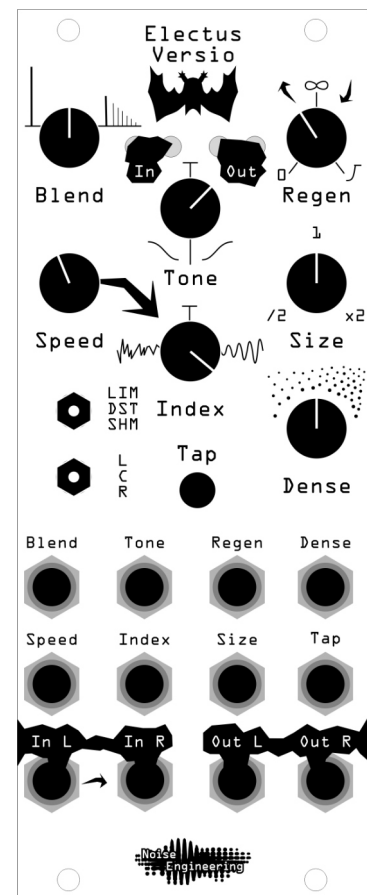 Electus
Versio
In
Out
Blend
Regen
∞
0
Tone
1
Speed
/2
x2
Size
LIM
DST
SHM
Index
L
C
R
Tap
Dense
Blend Tone Regen Dense
Speed Index Size Tap
In L In R Out L Out R
Noise
Engineering